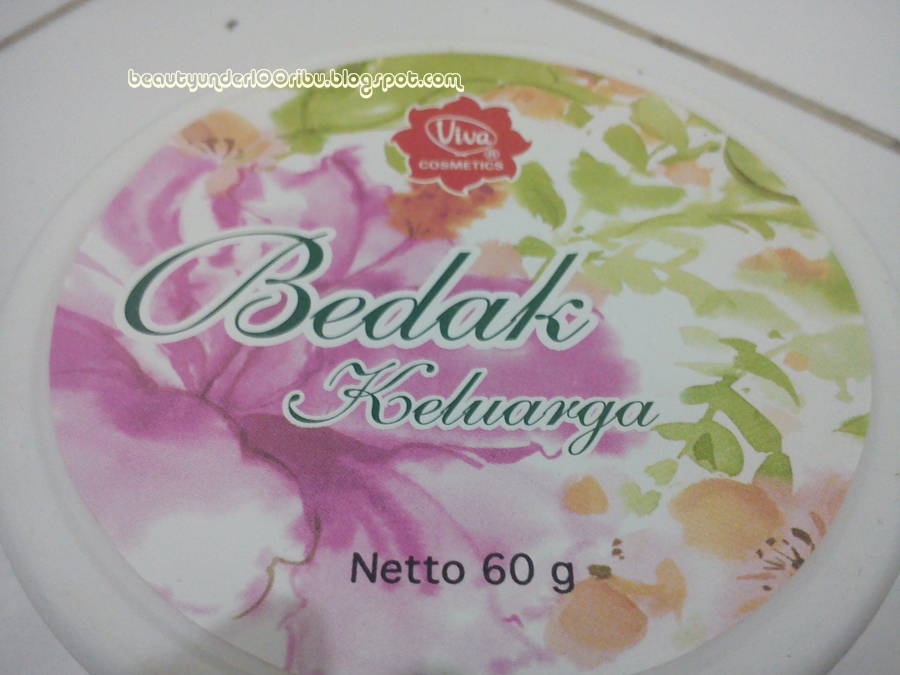 beautyunder100ribu.blogspot.com
Viva
®
COSMETICS
Bedak
Keluarga
Netto 60 g